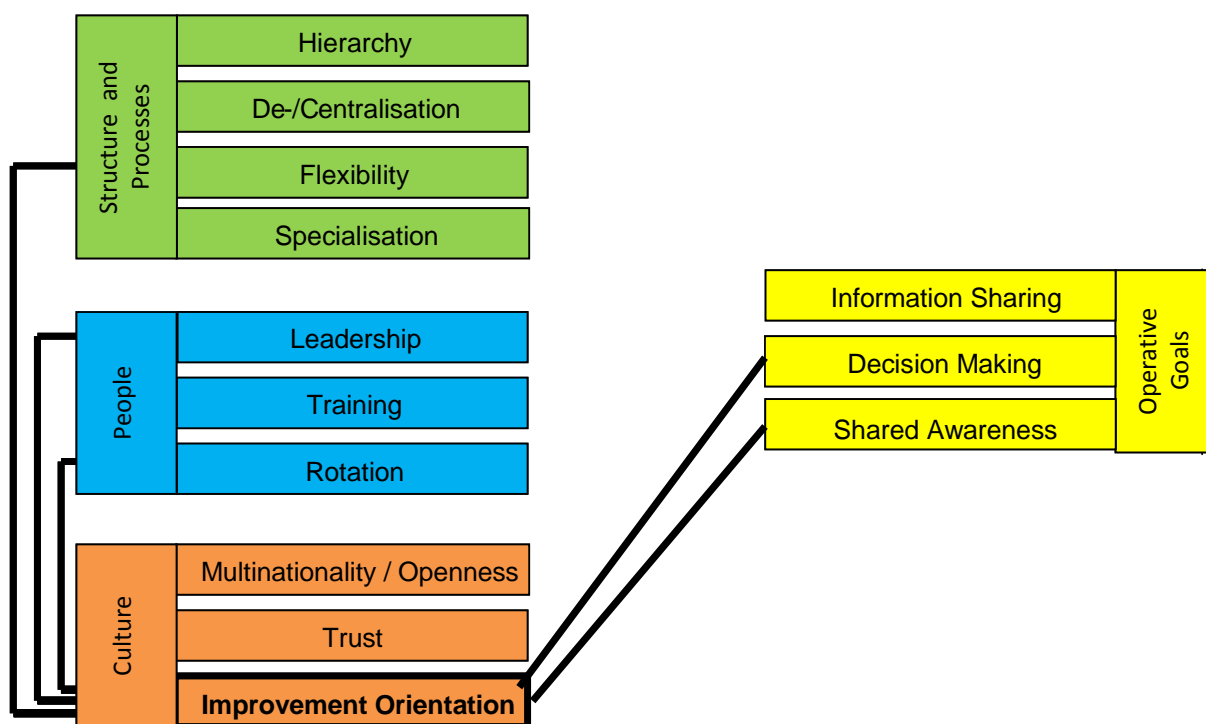 Structure and
Processes
Hierarchy
De-/Centralisation
Flexibility
Specialisation
People
Leadership
Training
Rotation
Culture
Multinationality / Openness
Trust
Improvement Orientation
Information Sharing
Decision Making
Shared Awareness
Operative
Goals